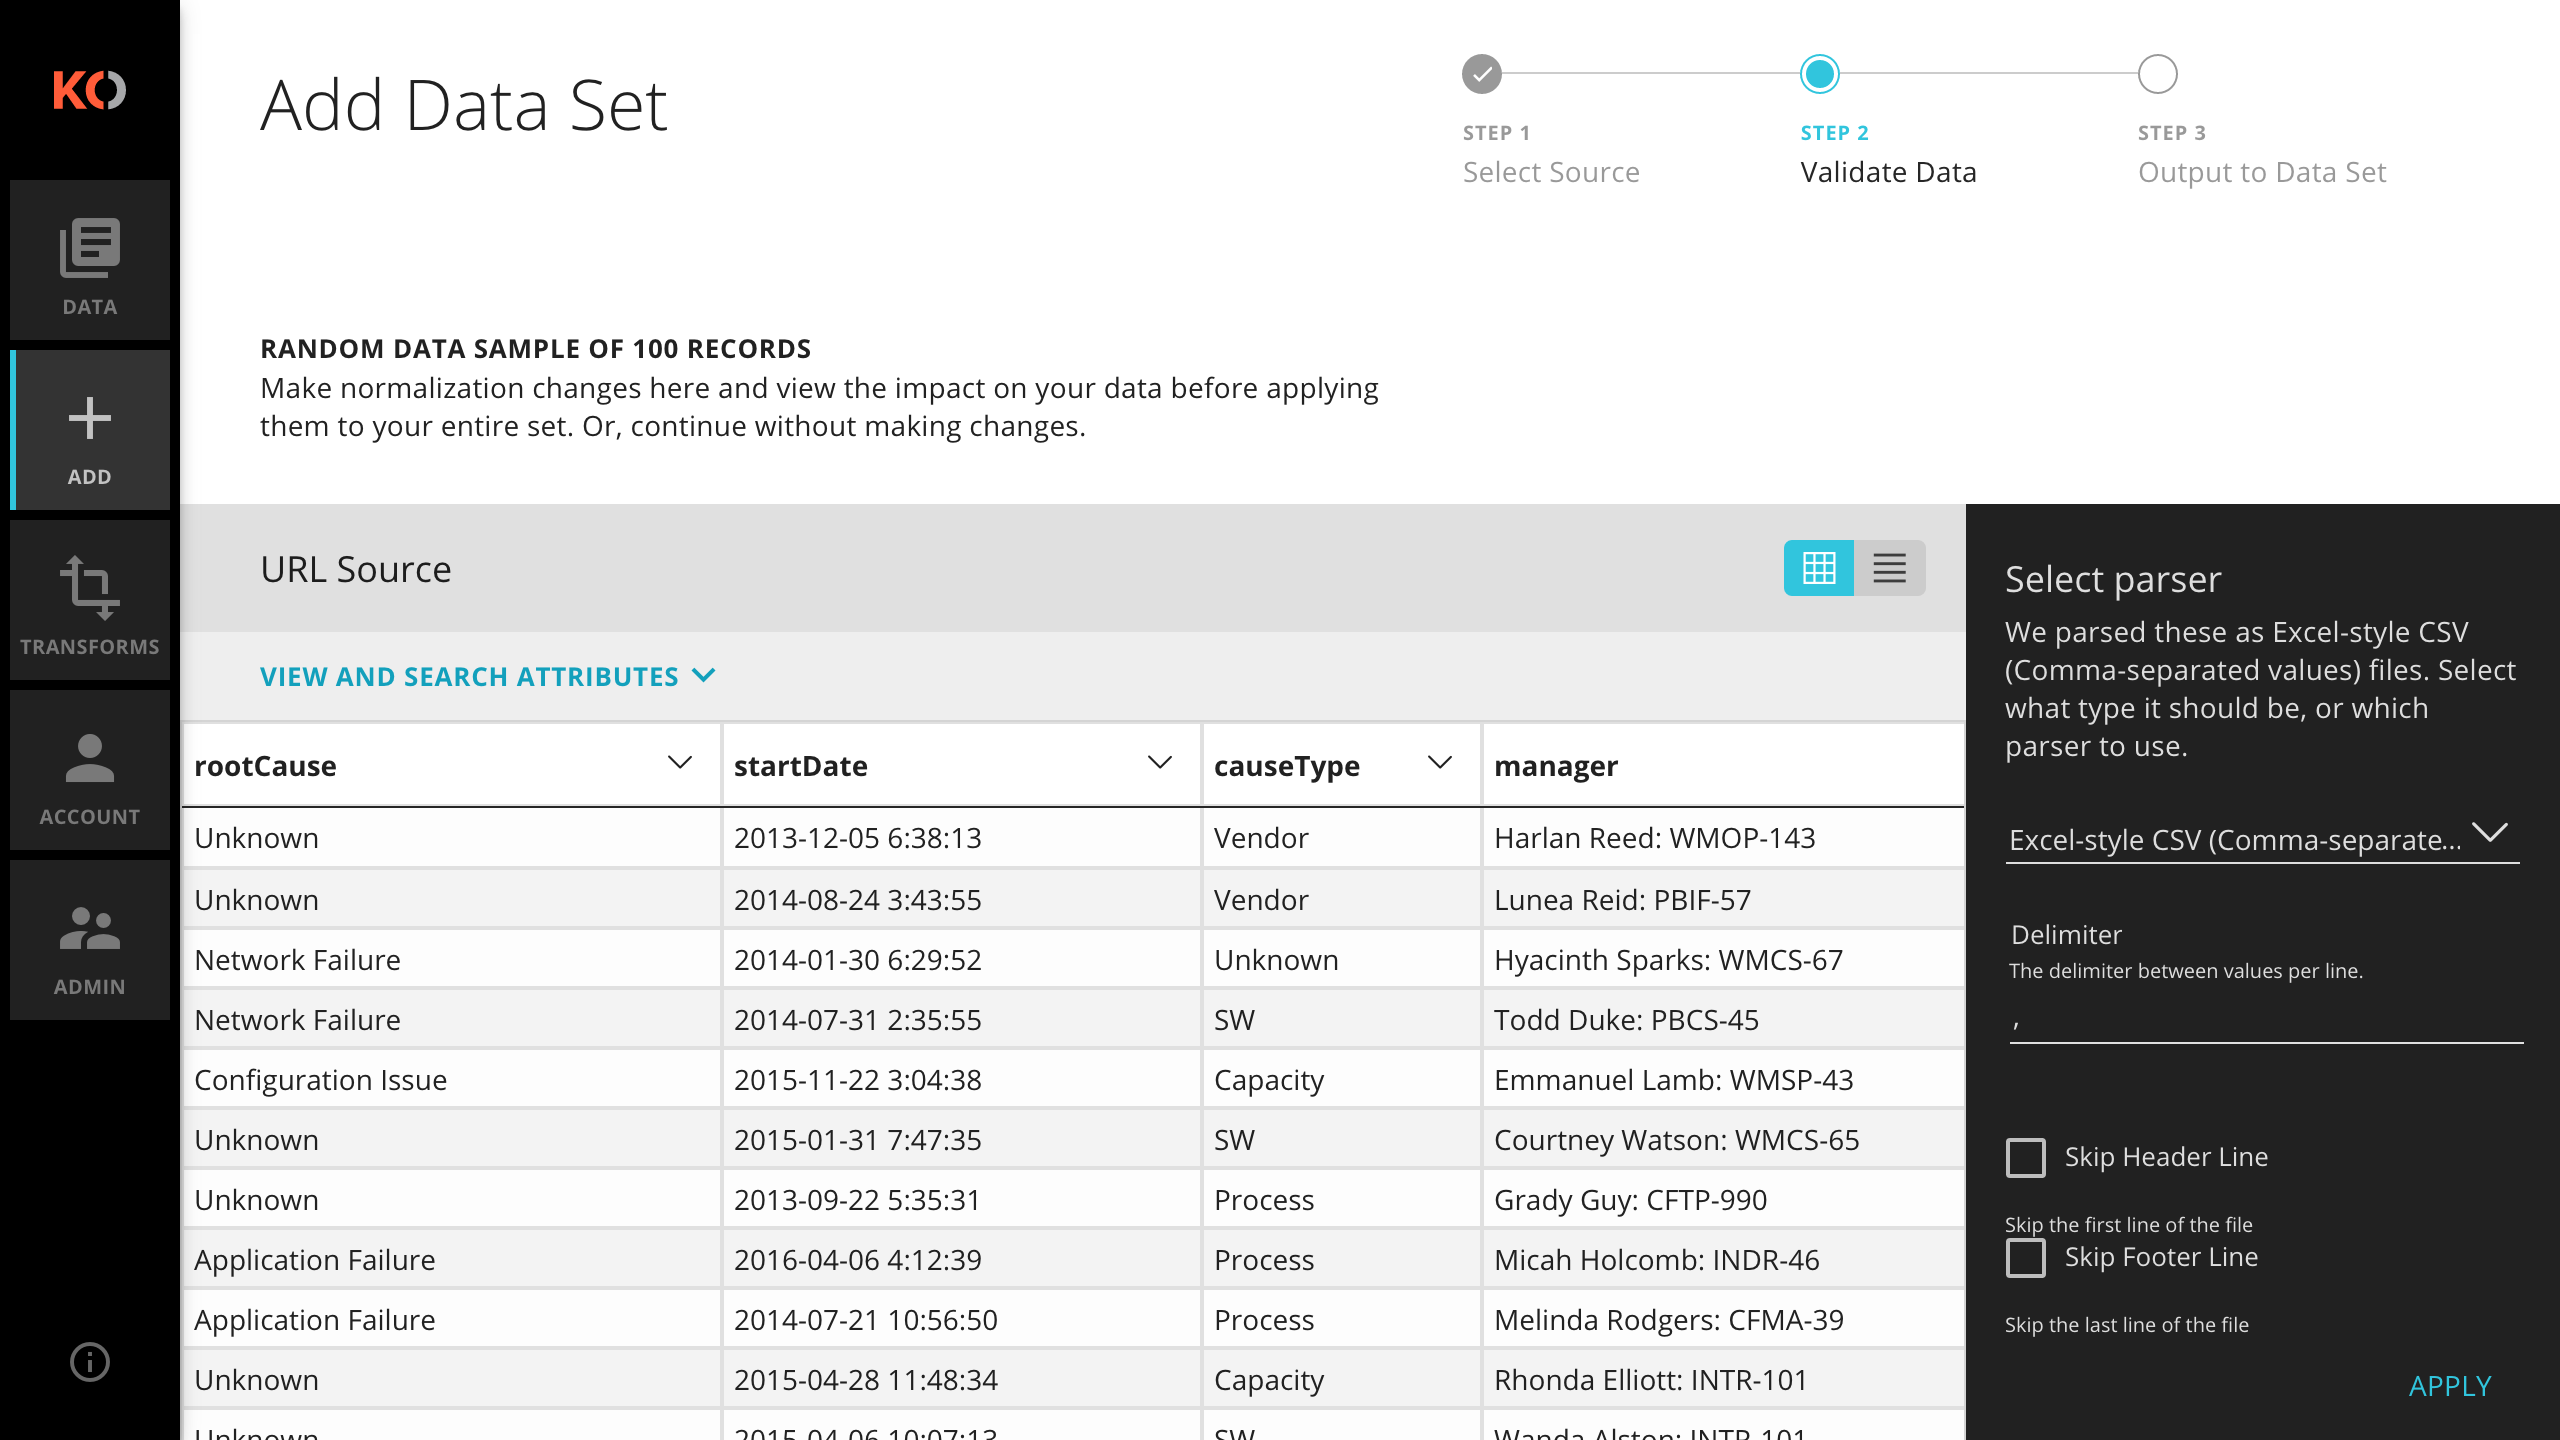 KO
DATA
ADD
TRANSFORMS
ACCOUNT
ADMIN
Add Data Set
STEP 1
Select Source
STEP 2
Validate Data
STEP 3
Output to Data Set
RANDOM DATA SAMPLE OF 100 RECORDS
Make normalization changes here and view the impact on your data before applying
them to your entire set. Or, continue without making changes.
URL Source
VIEW AND SEARCH ATTRIBUTES
rootCause startDate causeType manager
Unknown 2013-12-05 6:38:13 Vendor Harlan Reed: WMOP-143
Unknown 2014-08-24 3:43:55 Vendor Lunea Reid: PBIF-57
Network Failure 2014-01-30 6:29:52 Unknown Hyacinth Sparks: WMCS-67
Network Failure 2014-07-31 2:35:55 SW Todd Duke: PBCS-45
Configuration Issue 2015-11-22 3:04:38 Capacity Emmanuel Lamb: WMSP-43
Unknown 2015-01-31 7:47:35 SW Courtney Watson: WMCS-65
Unknown 2013-09-22 5:35:31 Process Grady Guy: CFTP-990
Application Failure 2016-04-06 4:12:39 Process Micah Holcomb: INDR-46
Application Failure 2014-07-21 10:56:50 Process Melinda Rodgers: CFMA-39
Unknown 2015-04-28 11:48:34 Capacity Rhonda Elliott: INTR-101
Unknown 2015-04-06 10:07:13 SW Wanda Alston: INTR-101
Select parser
We parsed these as Excel-style CSV
(Comma-separated values) files. Select
what type it should be, or which
parser to use.
Excel-style CSV (Comma-separate...
Delimiter
The delimiter between values per line.
,
Skip Header Line
Skip the first line of the file
Skip Footer Line
Skip the last line of the file
APPLY